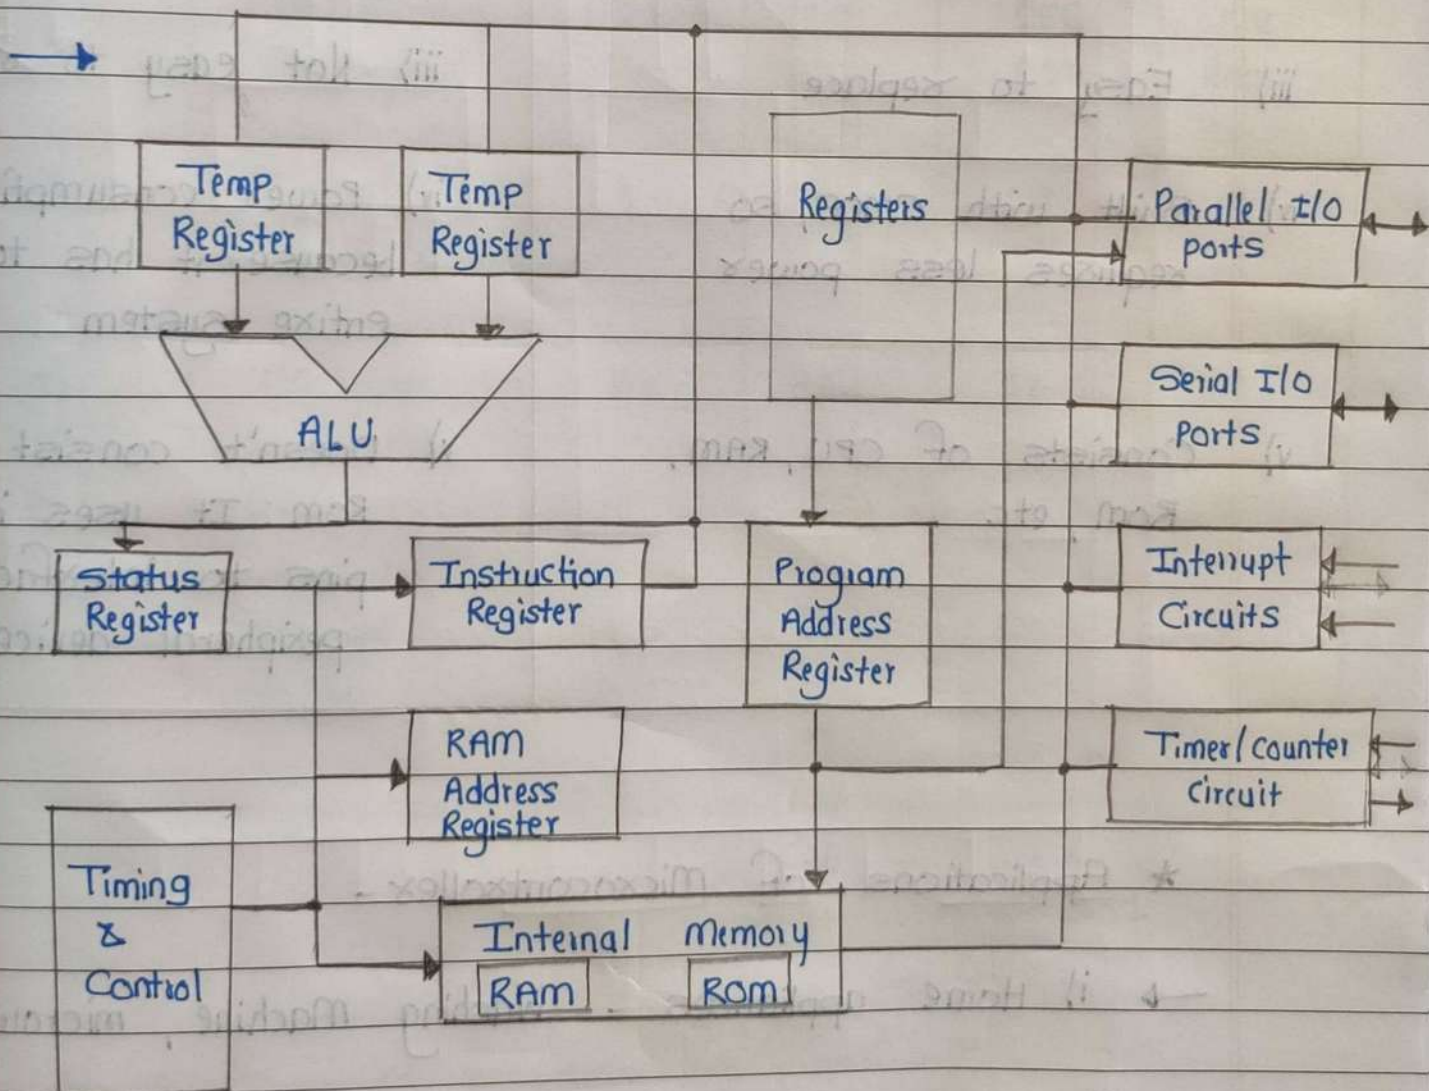 Temp
Register
Temp
Register
Registers
Parallel I/O
Ports
ALU
Serial I/O
Ports
Status
Register
Instruction
Register
Program
Address
Register
Interrupt
Circuits
RAM
Address
Register
Timer/counter
Circuit
Timing
&
Control
Internal Memory
RAM
ROM